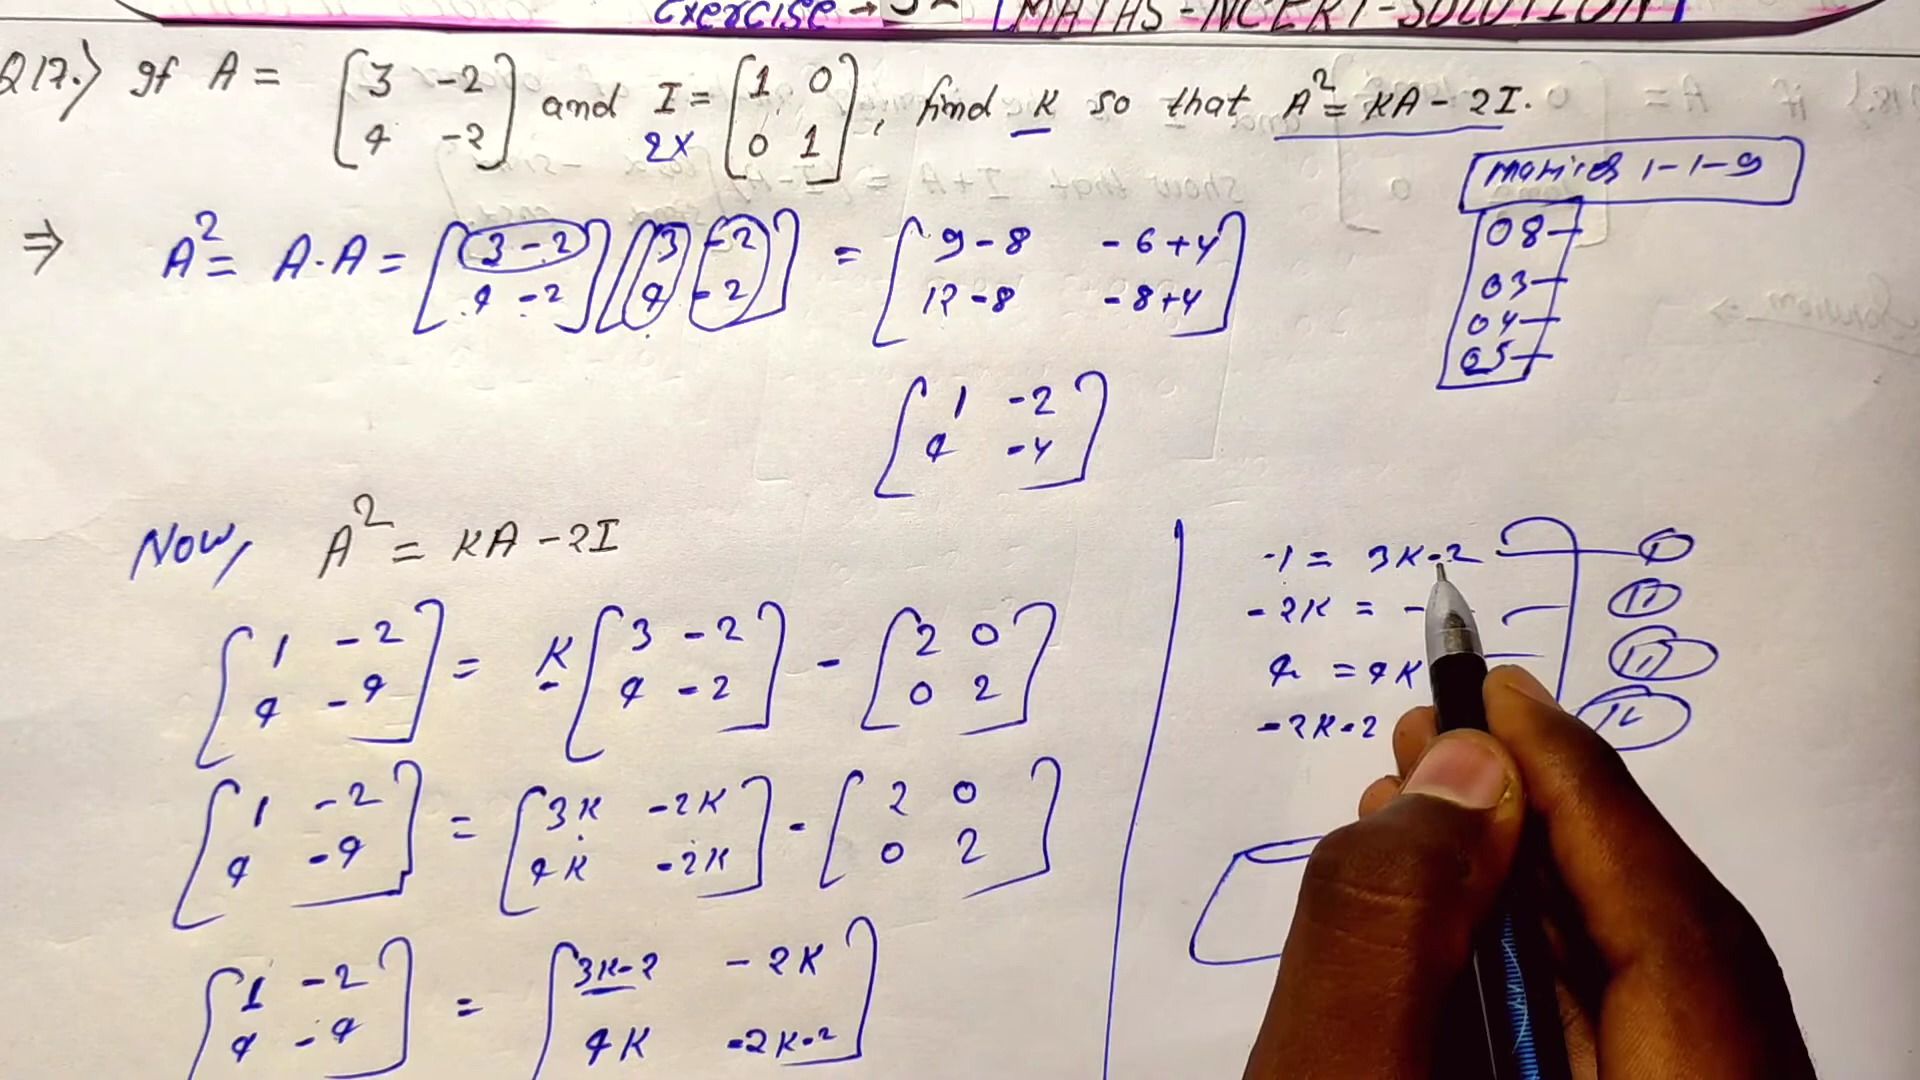 Exercise → MATHS-NCERT-SOLUTION
Q17.) If A = [3 -2 4 -2] and I = [1 0 0 1], find K so that A² = KA - 2I.
2x
Matrices 1-1-9
08
03
04
05
⇒ A² = A·A = [3 -2 4 -2] [3 -2 4 -2] = [9-8 -6+4 12-8 -8+4]
[1 -2 4 -4]
Now, A² = KA - 2I
[1 -2 4 -4] = K [3 -2 4 -2] - [2 0 0 2]
[1 -2 4 -4] = [3K -2K 4K -2K] - [2 0 0 2]
[1 -2 4 -4] = [3K-2 -2K 4K -2K-2]
-1 = 3K-2 I
-2K = - II
4 = 4K III
-2K-2